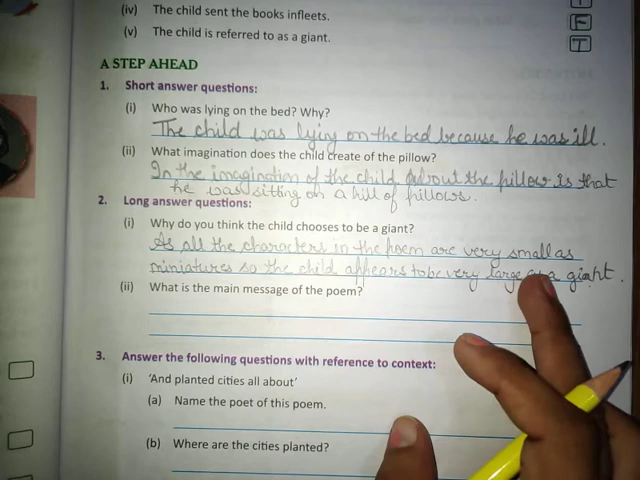 (iv) The child sent the books infleets.
(v) The child is referred to as a giant.
F
T
A STEP AHEAD
1. Short answer questions:
(i) Who was lying on the bed? Why?
The child was lying on the bed because he was ill.
(ii) What imagination does the child create of the pillow?
In the imagination of the child about the pillow is that
he was sitting on a hill of pillows.
2. Long answer questions:
(i) Why do you think the child chooses to be a giant?
As all the characters in the poem are very small as
miniatures so the child appears to be very large as a giant.
(ii) What is the main message of the poem?
3. Answer the following questions with reference to context:
(i) 'And planted cities all about'
(a) Name the poet of this poem.
(b) Where are the cities planted?